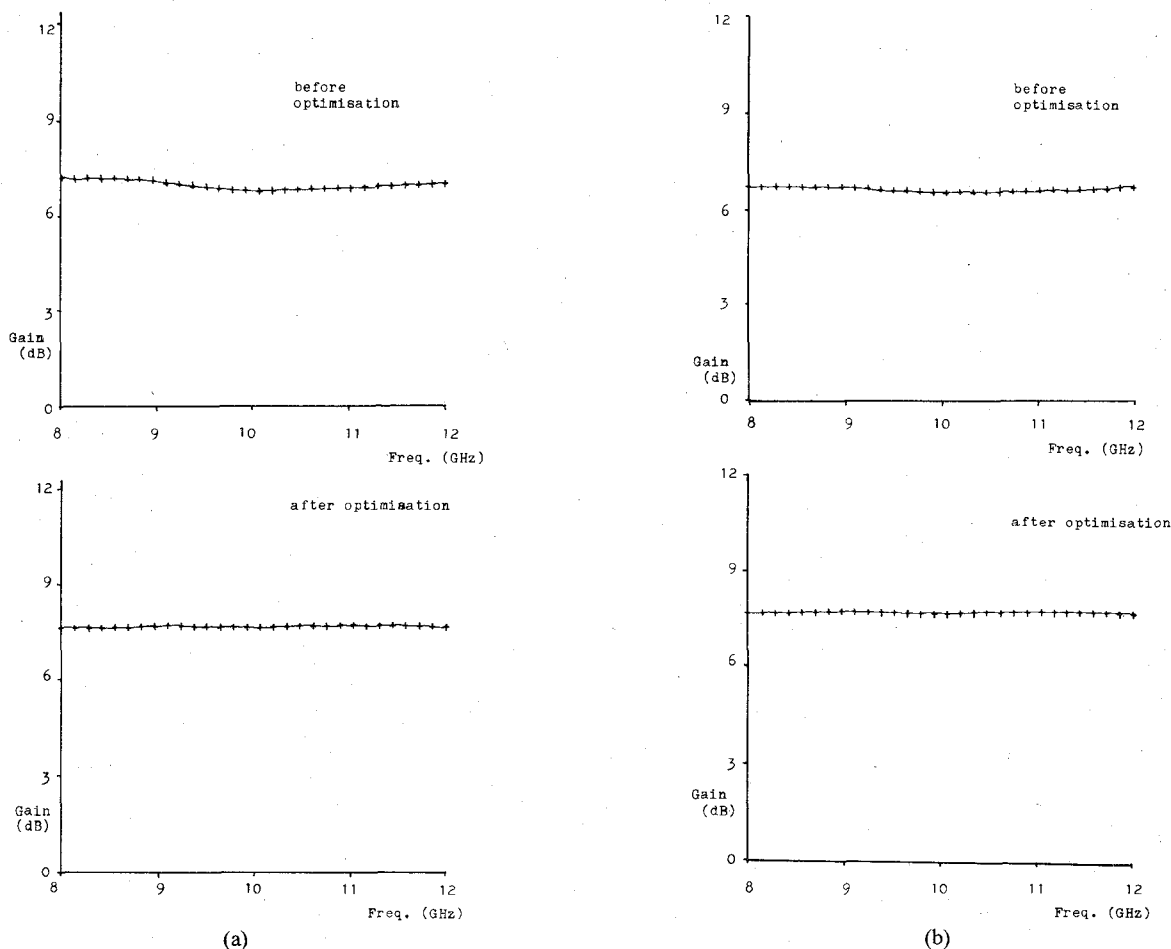 12
before
optimisation
9
6
3
Gain
(dB)
0
8 9 10 11 12
Freq. (GHz)
12
after optimisation
9
6
3
Gain
(dB)
0
8 9 10 11 12
Freq. (GHz)
(a)
12
before
optimisation
9
6
3
Gain
(dB)
0
8 9 10 11 12
Freq. (GHz)
12
after optimisation
9
6
3
Gain
(dB)
0
8 9 10 11 12
Freq. (GHz)
(b)